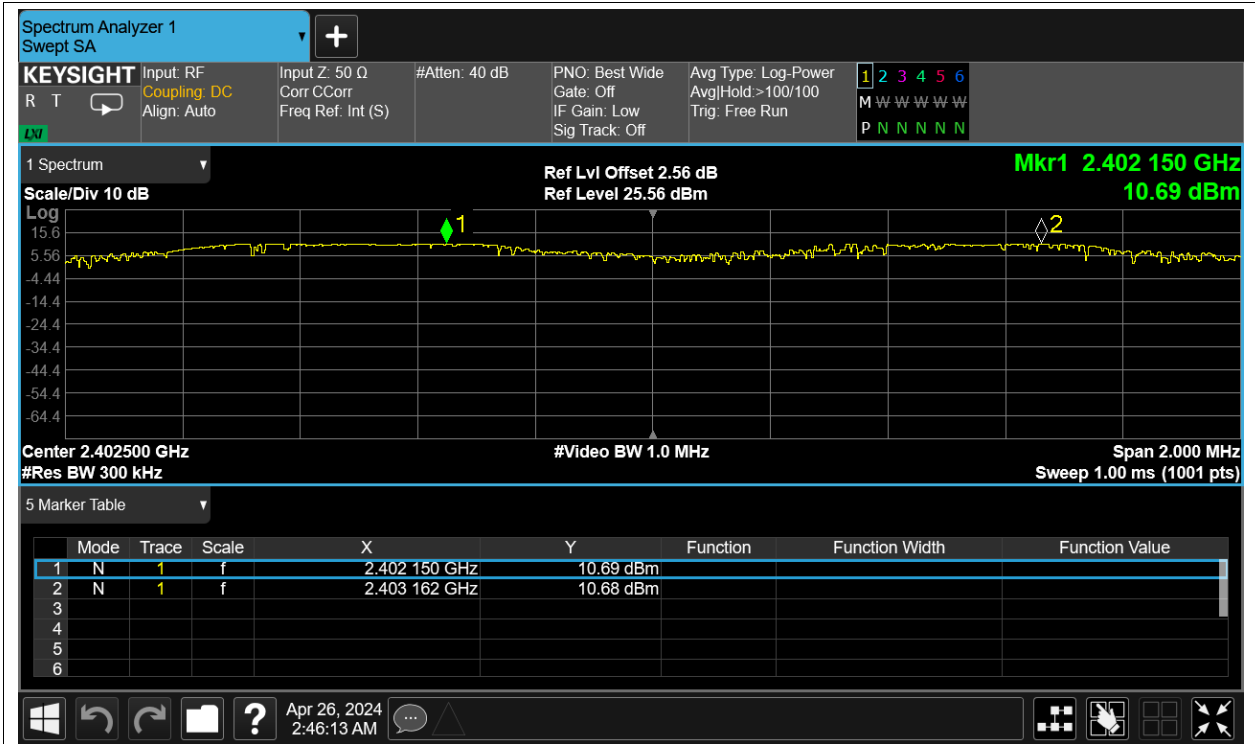 Spectrum Analyzer 1
Swept SA
KEYSIGHT
R T
LXI
Input: RF
Coupling: DC
Align: Auto
Input Z: 50 Ω
Corr CCorr
Freq Ref: Int (S)
#Atten: 40 dB
PNO: Best Wide
Gate: Off
IF Gain: Low
Sig Track: Off
Avg Type: Log-Power
Avg|Hold:>100/100
Trig: Free Run
1 2 3 4 5 6
M W W W W W
P N N N N N
1 Spectrum
Scale/Div 10 dB
Ref Lvl Offset 2.56 dB
Ref Level 25.56 dBm
Mkr1 2.402 150 GHz
10.69 dBm
Log
15.6
5.56
-4.44
-14.4
-24.4
-34.4
-44.4
-54.4
-64.4
1
2
Center 2.402500 GHz
#Res BW 300 kHz
#Video BW 1.0 MHz
Span 2.000 MHz
Sweep 1.00 ms (1001 pts)
5 Marker Table
Mode Trace Scale X Y Function Function Width Function Value
1 N 1 f 2.402 150 GHz 10.69 dBm
2 N 1 f 2.403 162 GHz 10.68 dBm
3
4
5
6
?
Apr 26, 2024
2:46:13 AM